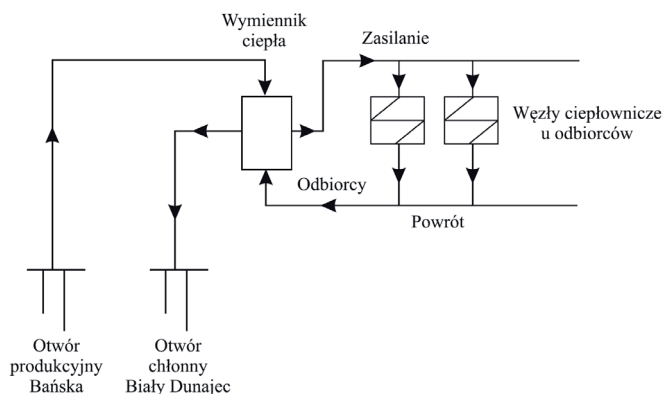 Wymiennik
ciepła
Zasilanie
Węzły ciepłownicze
u odbiorców
Odbiorcy
Powrót
Otwór
produkcyjny
Bańska
Otwór
chłonny
Biały Dunajec